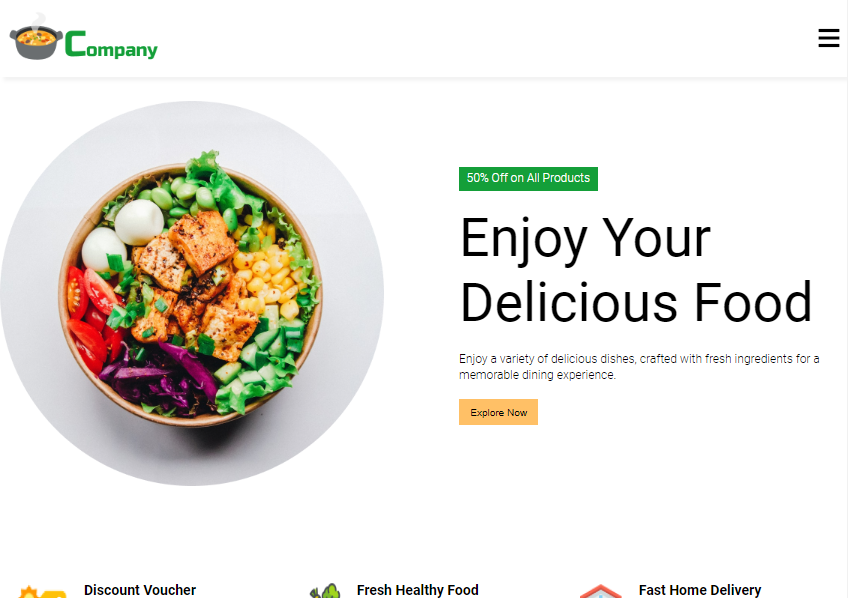 Company
50% Off on All Products
Enjoy Your
Delicious Food
Enjoy a variety of delicious dishes, crafted with fresh ingredients for a
memorable dining experience.
Explore Now
Discount Voucher
Fresh Healthy Food
Fast Home Delivery